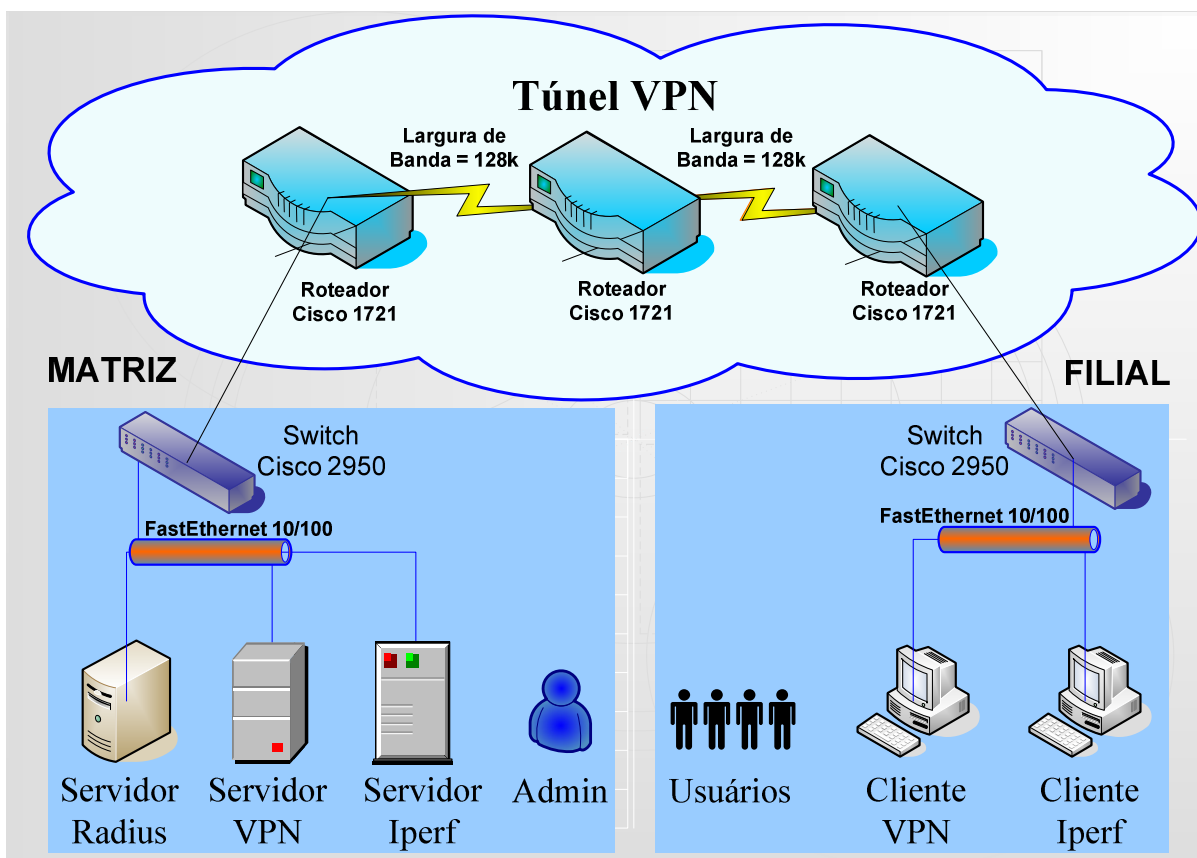 Túnel VPN
Largura de
Banda = 128k
Largura de
Banda = 128k
Roteador
Cisco 1721
Roteador
Cisco 1721
Roteador
Cisco 1721
MATRIZ
FILIAL
Switch
Cisco 2950
FastEthernet 10/100
Servidor
Radius
Servidor
VPN
Servidor
Iperf
Admin
Switch
Cisco 2950
FastEthernet 10/100
Usuários
Cliente
VPN
Cliente
Iperf